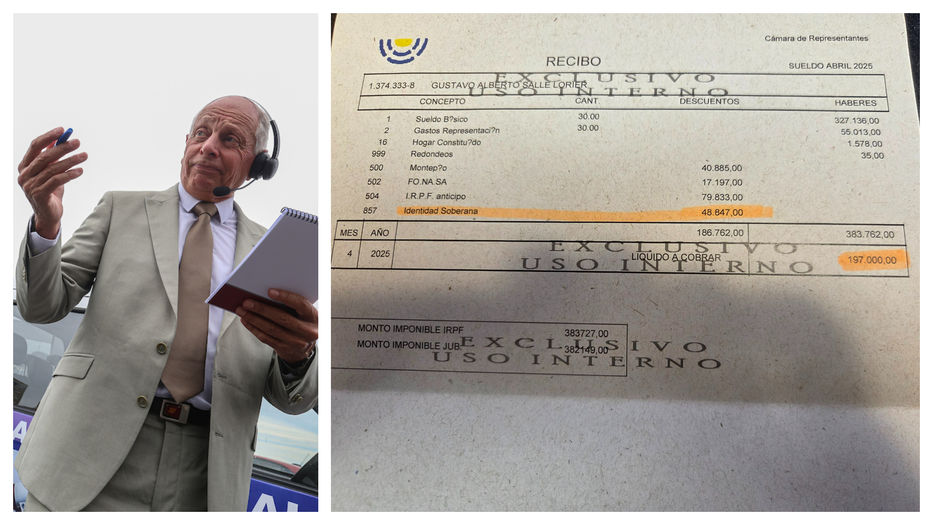 Cámara de Representantes
RECIBO
SUELDO ABRIL 2025
EXCLUSIVO
USO INTERNO
1.374.333-8 GUSTAVO ALBERTO SALLE LORIER
CONCEPTO CANT. DESCUENTOS HABERES
1 Sueldo B?sico 30.00 327.136,00
2 Gastos Representaci?n 30.00 55.013,00
16 Hogar Constitu?do 1.578,00
999 Redondeos 35,00
500 Montep?o 40.885,00
502 FO.NA.SA 17.197,00
504 I.R.P.F. anticipo 79.833,00
857 Identidad Soberana 48.847,00
MES AÑO 186.762,00 383.762,00
EXCLUSIVO
4 2025 LIQUIDO A COBRAR 197.000,00
USO INTERNO
MONTO IMPONIBLE IRPF 383727,00
MONTO IMPONIBLE JUB. 382149,00
EXCLUSIVO
USO INTERNO
A
AL